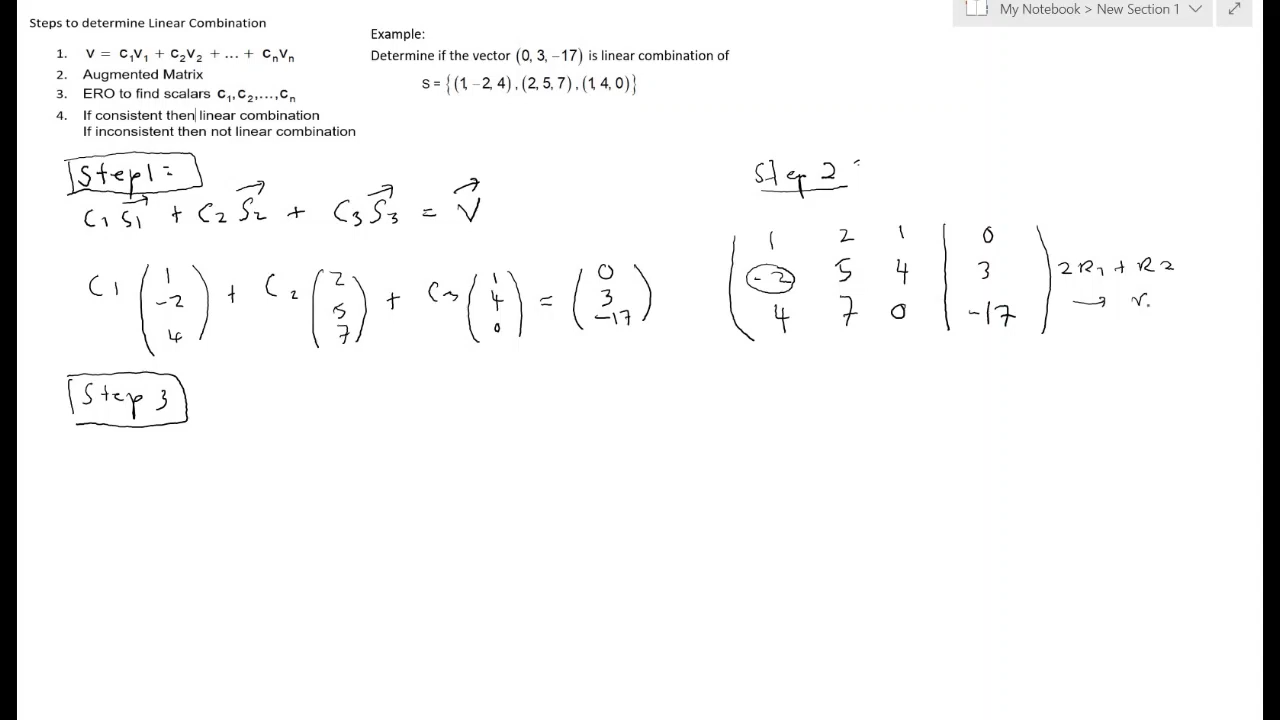 My Notebook > New Section 1
Steps to determine Linear Combination
1. V = C₁V₁ + C₂V₂ + ... + CₙVₙ
2. Augmented Matrix
3. ERO to find scalars C₁,C₂,...,Cₙ
4. If consistent then linear combination
If inconsistent then not linear combination
Example:
Determine if the vector (0, 3, −17) is linear combination of
S = {(1, −2, 4), (2, 5, 7), (1, 4, 0)}
Step1:
C₁ S₁ + C₂ S₂ + C₃ S₃ = V
C₁ (1 -2 4) + C₂ (2 5 7) + C₃ (1 4 0) = (0 3 -17)
Step 2:
1 2 1 | 0
-2 5 4 | 3 2R₁ + R₂
4 7 0 | -17 → r.
Step 3